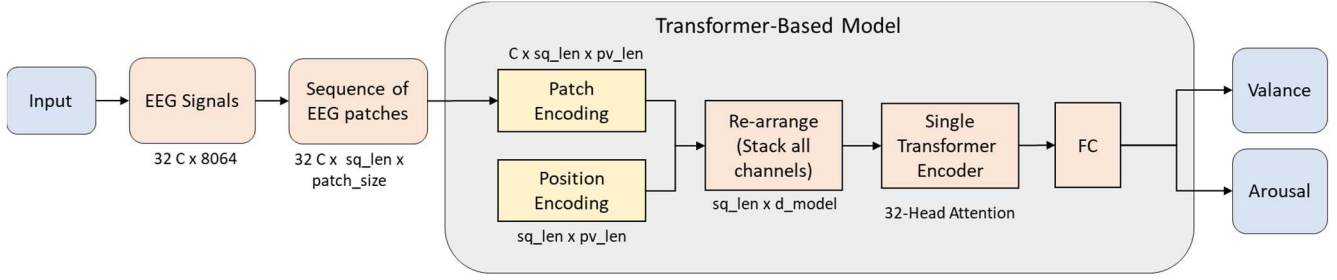 Transformer-Based Model
Input
EEG Signals
32 C x 8064
Sequence of
EEG patches
32 C x sq_len x
patch_size
C x sq_len x pv_len
Patch
Encoding
Position
Encoding
sq_len x pv_len
Re-arrange
(Stack all
channels)
sq_len x d_model
Single
Transformer
Encoder
32-Head Attention
FC
Valance
Arousal